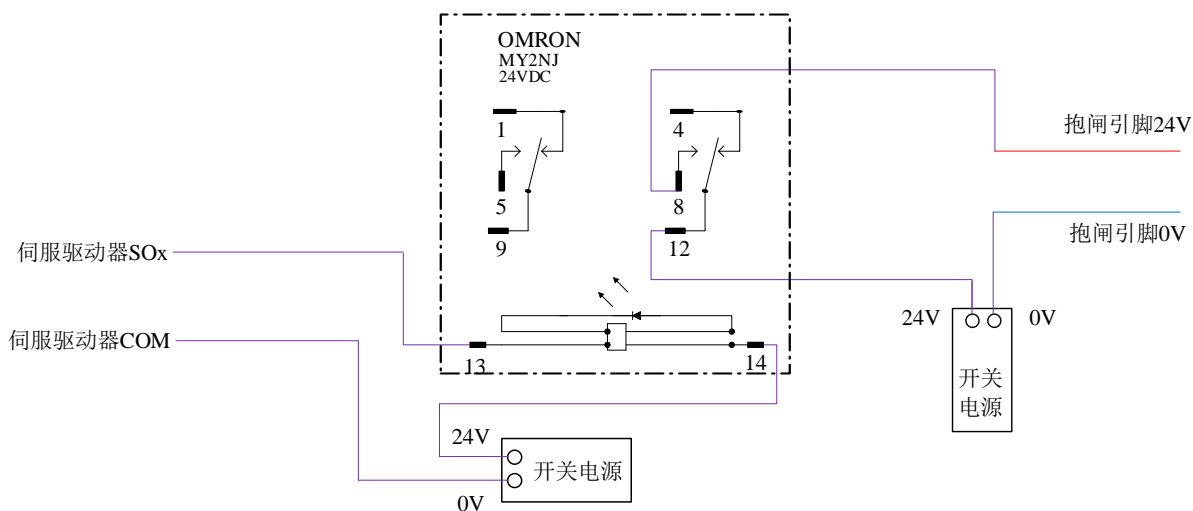 OMRON
MY2NJ
24VDC
1
4
抱闸引脚24V
5
8
9
12
抱闸引脚0V
伺服驱动器SOx
24V
0V
伺服驱动器COM
13
14
开关
电源
24V
开关电源
0V